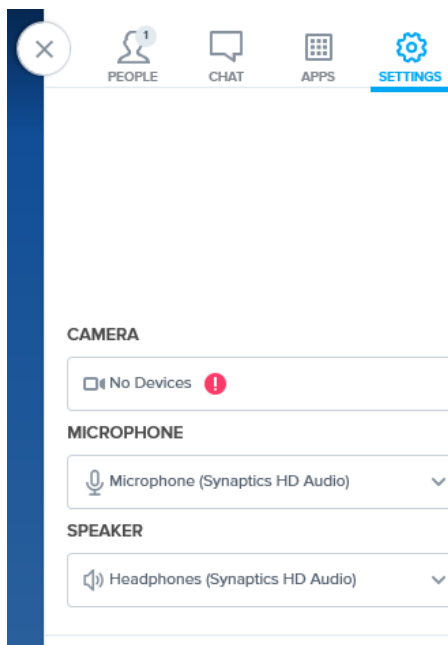 1
PEOPLE CHAT APPS SETTINGS
CAMERA
No Devices
MICROPHONE
Microphone (Synaptics HD Audio)
SPEAKER
Headphones (Synaptics HD Audio)